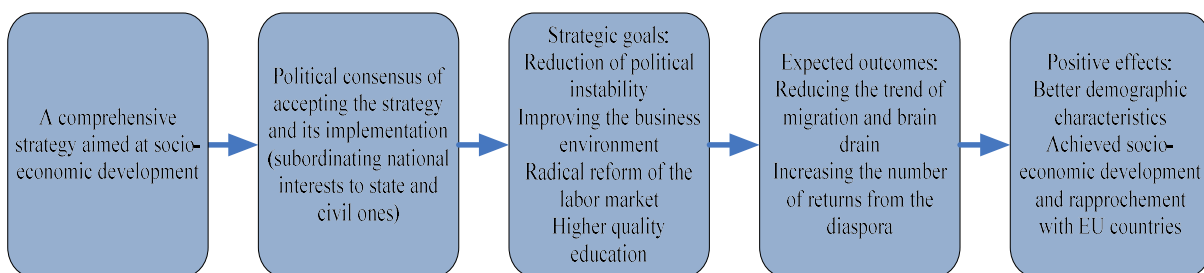 A comprehensive
strategy aimed at socio-
economic development
Political consensus of
accepting the strategy
and its implementation
(subordinating national
interests to state and
civil ones)
Strategic goals:
Reduction of political
instability
Improving the business
environment
Radical reform of the
labor market
Higher quality
education
Expected outcomes:
Reducing the trend of
migration and brain
drain
Increasing the number
of returns from the
diaspora
Positive effects:
Better demographic
characteristics
Achieved socio-
economic development
and rapprochement
with EU countries